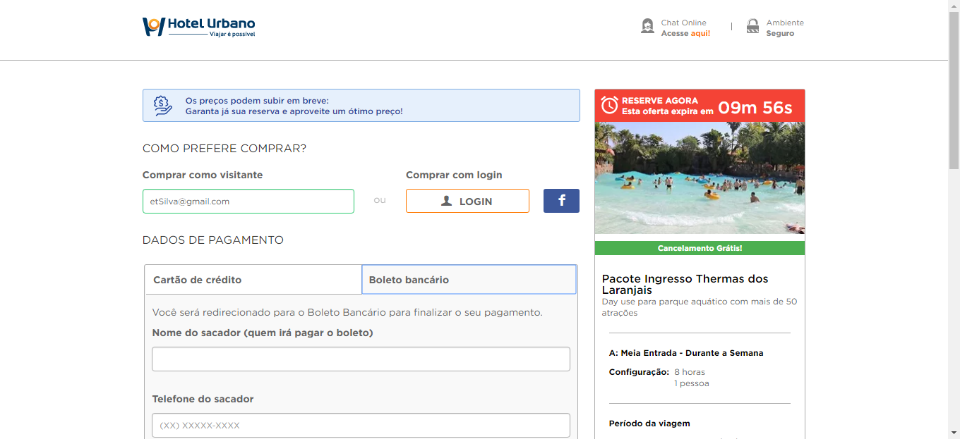 Hotel Urbano
Viajar é possível
Chat Online
Acesse aqui!
Ambiente
Seguro
Os preços podem subir em breve:
Garanta já sua reserva e aproveite um ótimo preço!
COMO PREFERE COMPRAR?
Comprar como visitante
etSilva@gmail.com
OU
Comprar com login
LOGIN
f
DADOS DE PAGAMENTO
Cartão de crédito
Boleto bancário
Você será redirecionado para o Boleto Bancário para finalizar o seu pagamento.
Nome do sacador (quem irá pagar o boleto)
Telefone do sacador
(XX) XXXXX-XXXX
RESERVE AGORA
Esta oferta expira em 09m 56s
Cancelamento Grátis!
Pacote Ingresso Thermas dos
Laranjais
Day use para parque aquático com mais de 50
atrações
A: Meia Entrada - Durante a Semana
Configuração: 8 horas
1 pessoa
Período da viagem